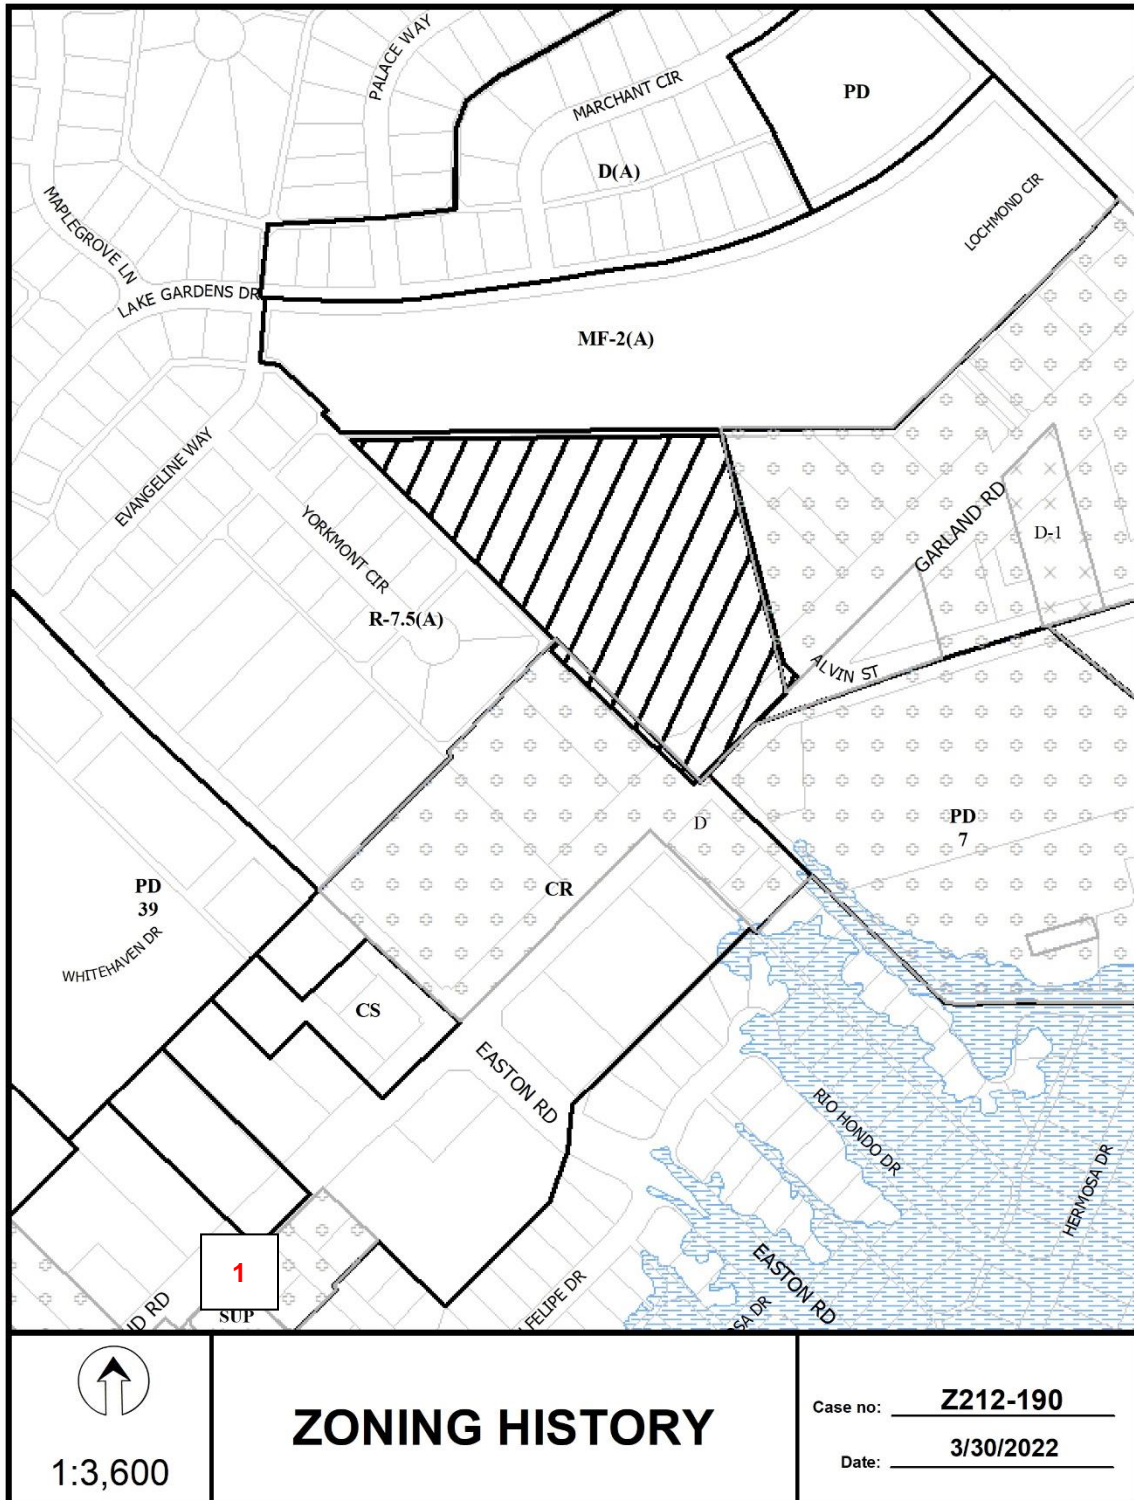 PALACE WAY
MARCHANT CIR
PD
D(A)
LOCHMOND CIR
MAPLEGROVE LN
LAKE GARDENS DR
MF-2(A)
EVANGELINE WAY
YORKMONT CIR
GARLAND RD
D-1
R-7.5(A)
ALVIN ST
D
PD
7
PD
39
CR
WHITEHAVEN DR
CS
EASTON RD
RIO HONDO DR
HERMOSA DR
1
SUP
ND RD
FELIPE DR
OSA DR
EASTON RD
1:3,600
ZONING HISTORY
Case no: Z212-190
Date: 3/30/2022